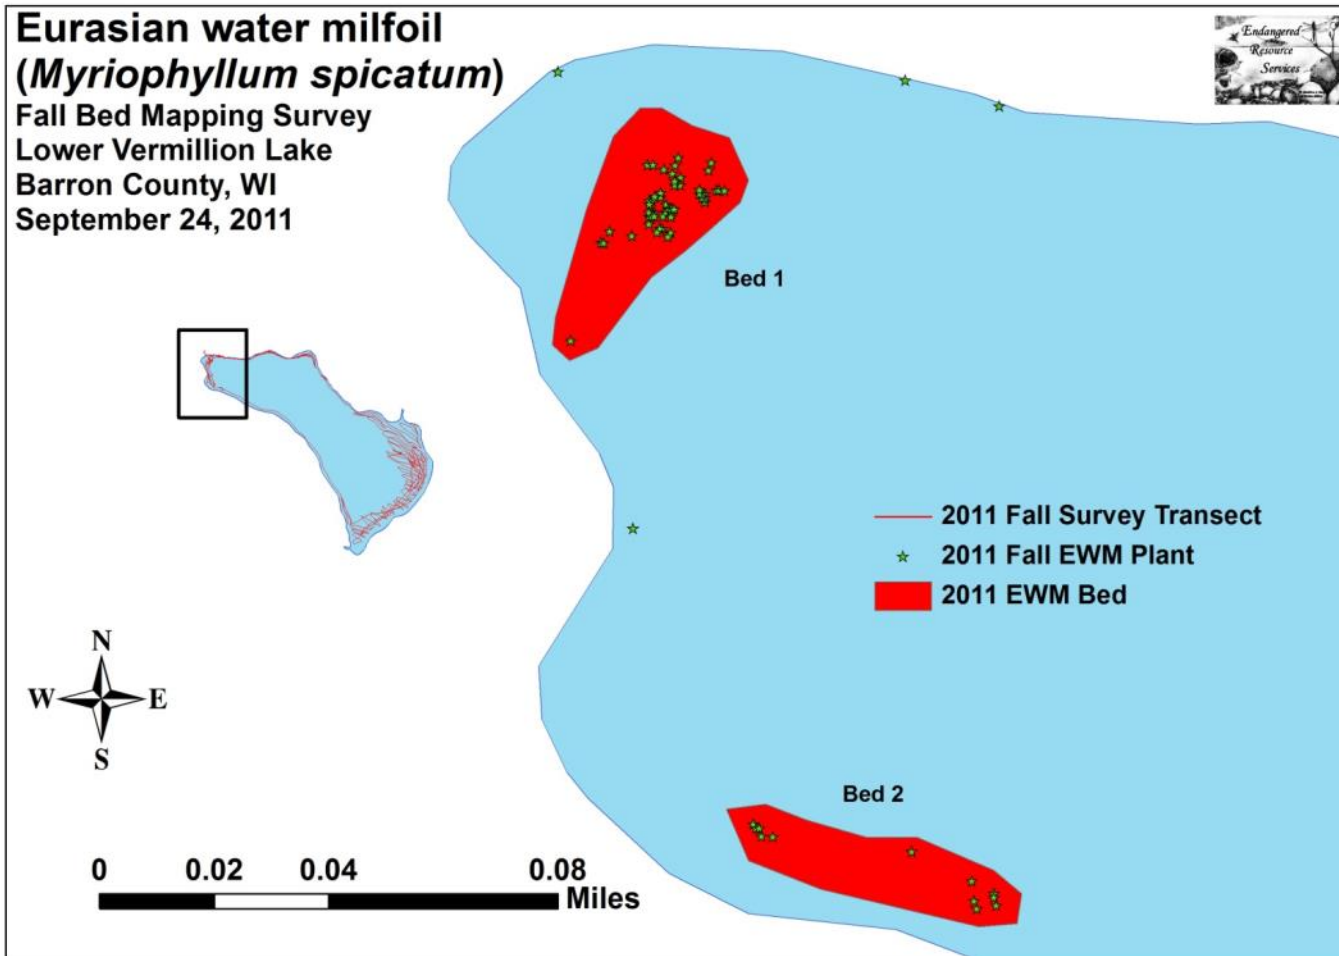 Eurasian water milfoil
(Myriophyllum spicatum)
Fall Bed Mapping Survey
Lower Vermillion Lake
Barron County, WI
September 24, 2011
Endangered
Resource
Services
Bed 1
2011 Fall Survey Transect
2011 Fall EWM Plant
2011 EWM Bed
N
W E
S
Bed 2
0 0.02 0.04 0.08
Miles